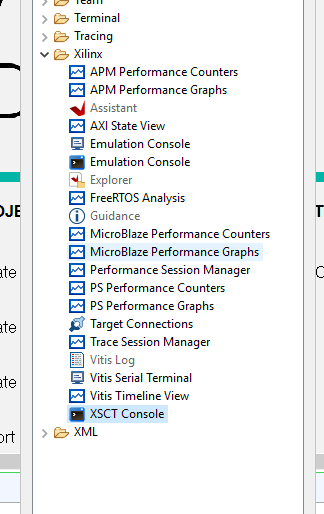 Team
Terminal
Tracing
Xilinx
APM Performance Counters
APM Performance Graphs
Assistant
AXI State View
Emulation Console
Emulation Console
Explorer
FreeRTOS Analysis
Guidance
MicroBlaze Performance Counters
MicroBlaze Performance Graphs
Performance Session Manager
PS Performance Counters
PS Performance Graphs
Target Connections
Trace Session Manager
Vitis Log
Vitis Serial Terminal
Vitis Timeline View
XSCT Console
XML